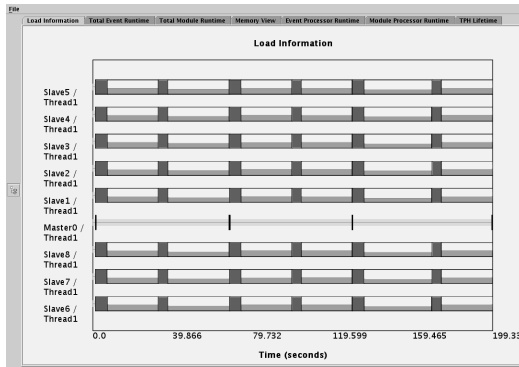 File
Load Information Total Event Runtime Total Module Runtime Memory View Event Processor Runtime Module Processor Runtime TPH Lifetime
Load Information
Slave5 /
Thread1
Slave4 /
Thread1
Slave3 /
Thread1
Slave2 /
Thread1
Slave1 /
Thread1
Master0 /
Thread1
Slave8 /
Thread1
Slave7 /
Thread1
Slave6 /
Thread1
0.0 39.866 79.732 119.599 159.465 199.33
Time (seconds)